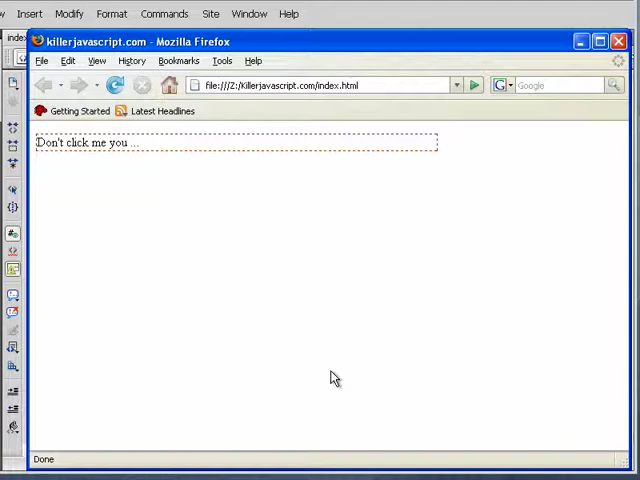 Insert Modify Format Commands Site Window Help
killerjavascript.com - Mozilla Firefox
File Edit View History Bookmarks Tools Help
file:///Z:/Killerjavascript.com/index.html
Google
Getting Started Latest Headlines
Don't click me you ...
Done